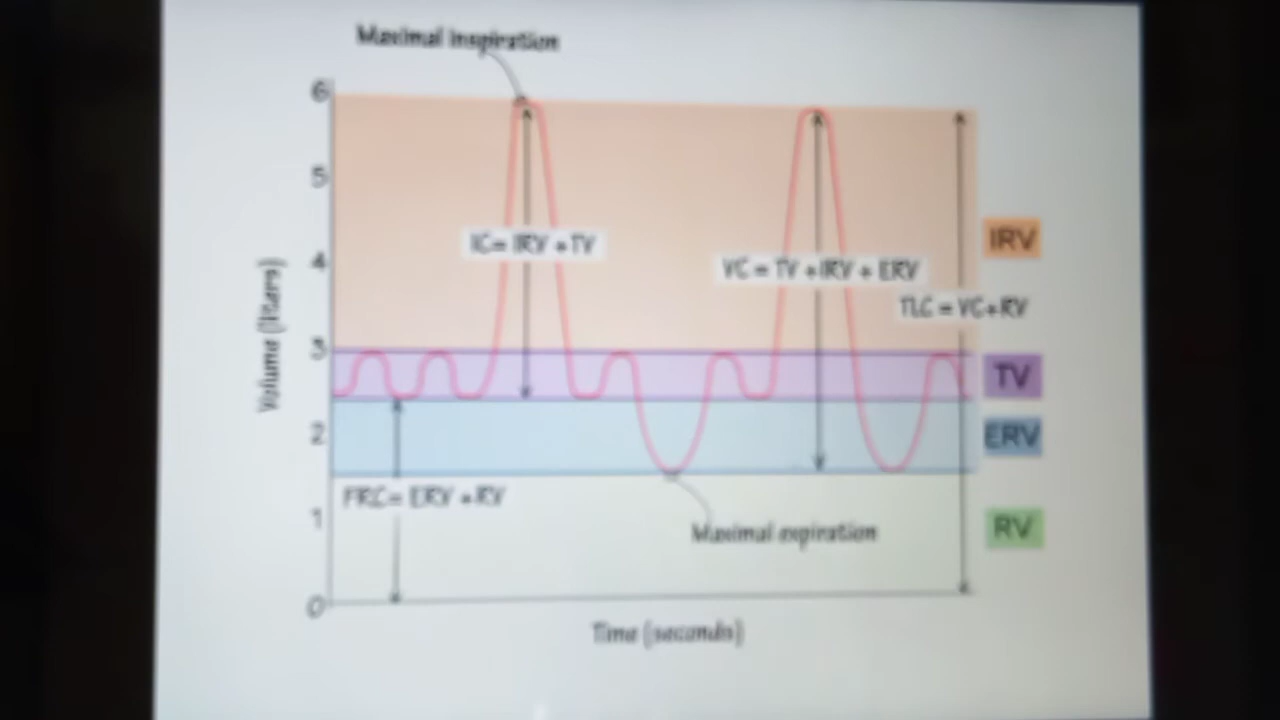 Maximal inspiration
6
5
IRV
IC= IRV +TV
4
VC = TV +IRV + ERV
TLC = VC+RV
Volume (liters)
3
TV
2
ERV
FRC= ERV +RV
1
RV
Maximal expiration
0
Time (seconds)